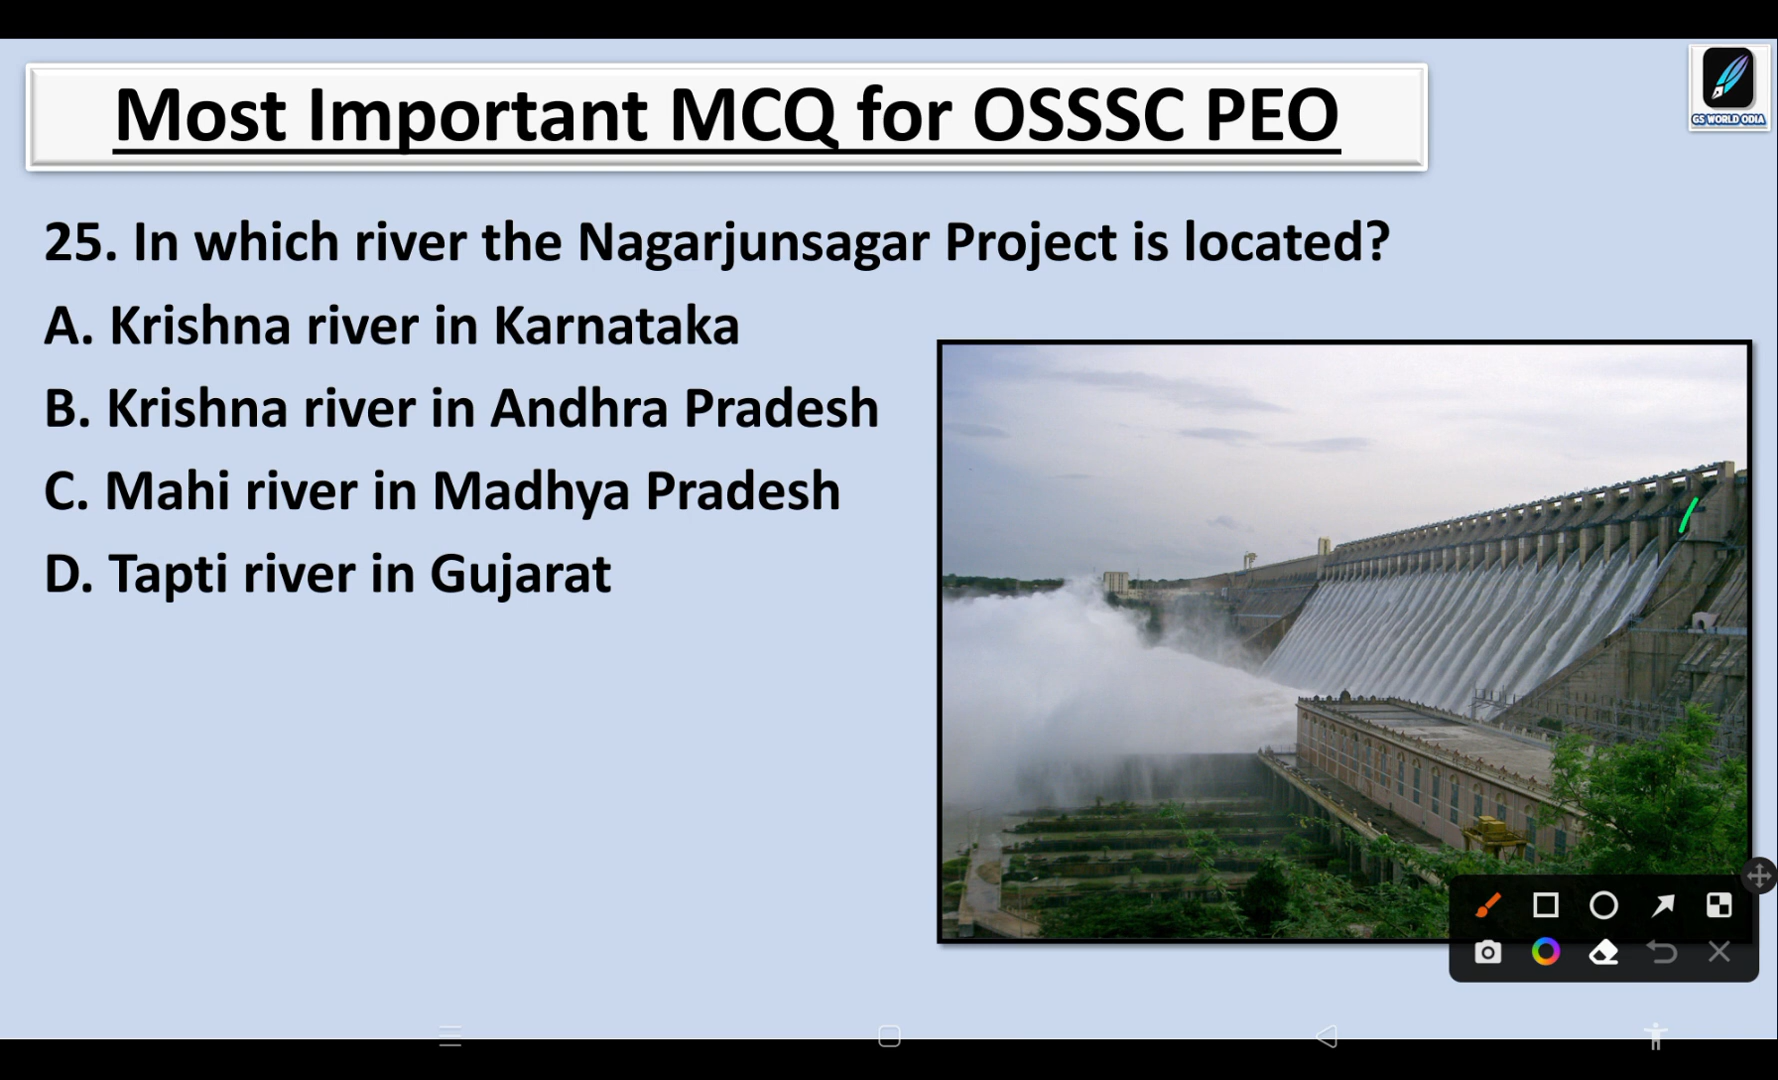 Most Important MCQ for OSSSC PEO
GS WORLD ODIA
25. In which river the Nagarjunsagar Project is located?
A. Krishna river in Karnataka
B. Krishna river in Andhra Pradesh
C. Mahi river in Madhya Pradesh
D. Tapti river in Gujarat